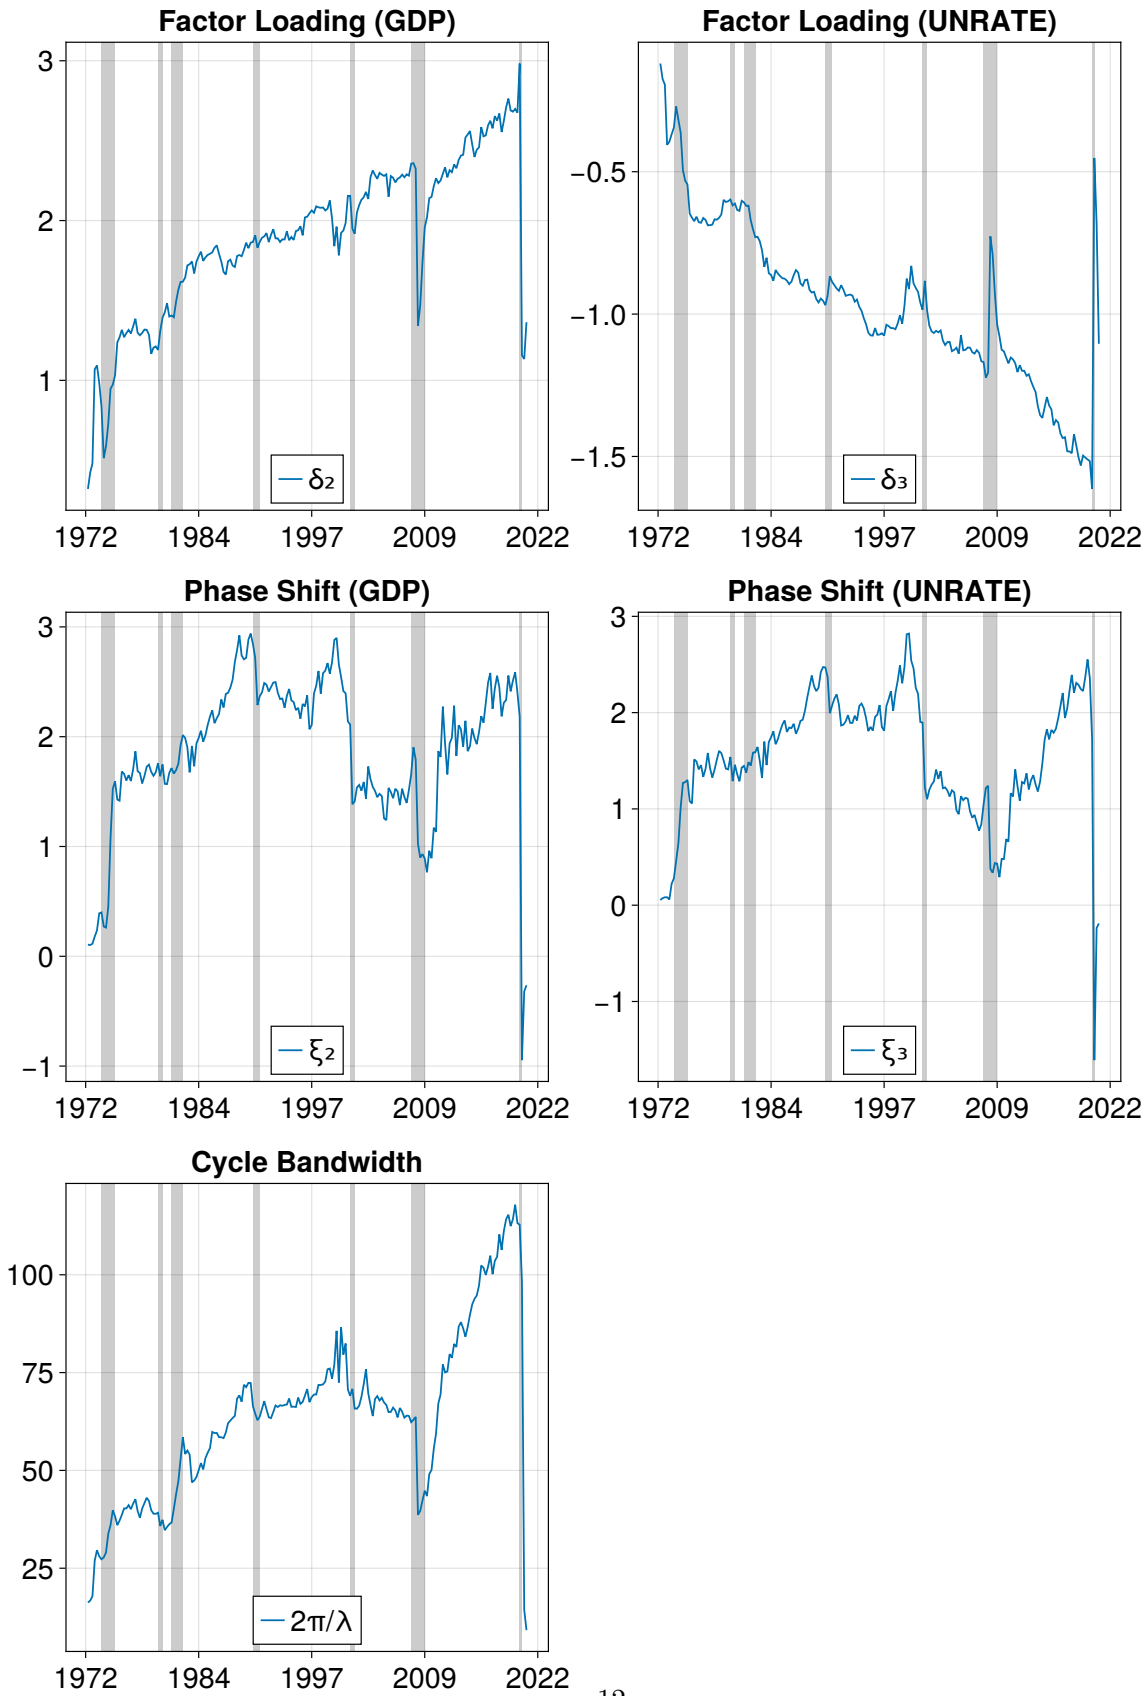 Factor Loading (GDP)
3
2
1
δ₂
1972 1984 1997 2009 2022
Factor Loading (UNRATE)
−0.5
−1.0
−1.5
δ₃
1972 1984 1997 2009 2022
Phase Shift (GDP)
3
2
1
0
−1
ξ₂
1972 1984 1997 2009 2022
Phase Shift (UNRATE)
3
2
1
0
−1
ξ₃
1972 1984 1997 2009 2022
Cycle Bandwidth
100
75
50
25
2π/λ
1972 1984 1997 2009 2022